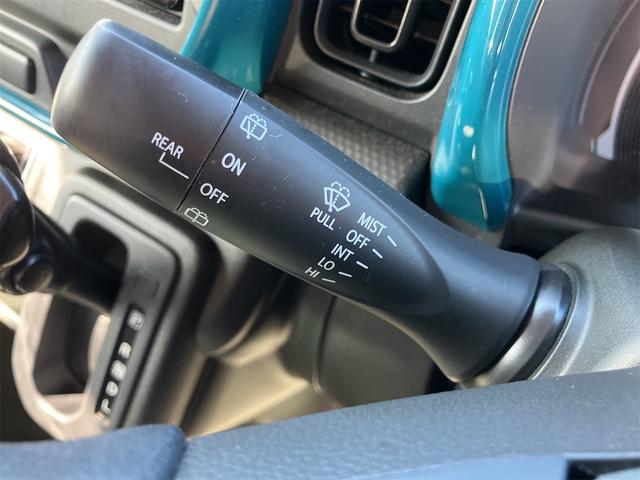 REAR
ON
OFF
PULL
MIST
OFF
INT
LO
HI
P